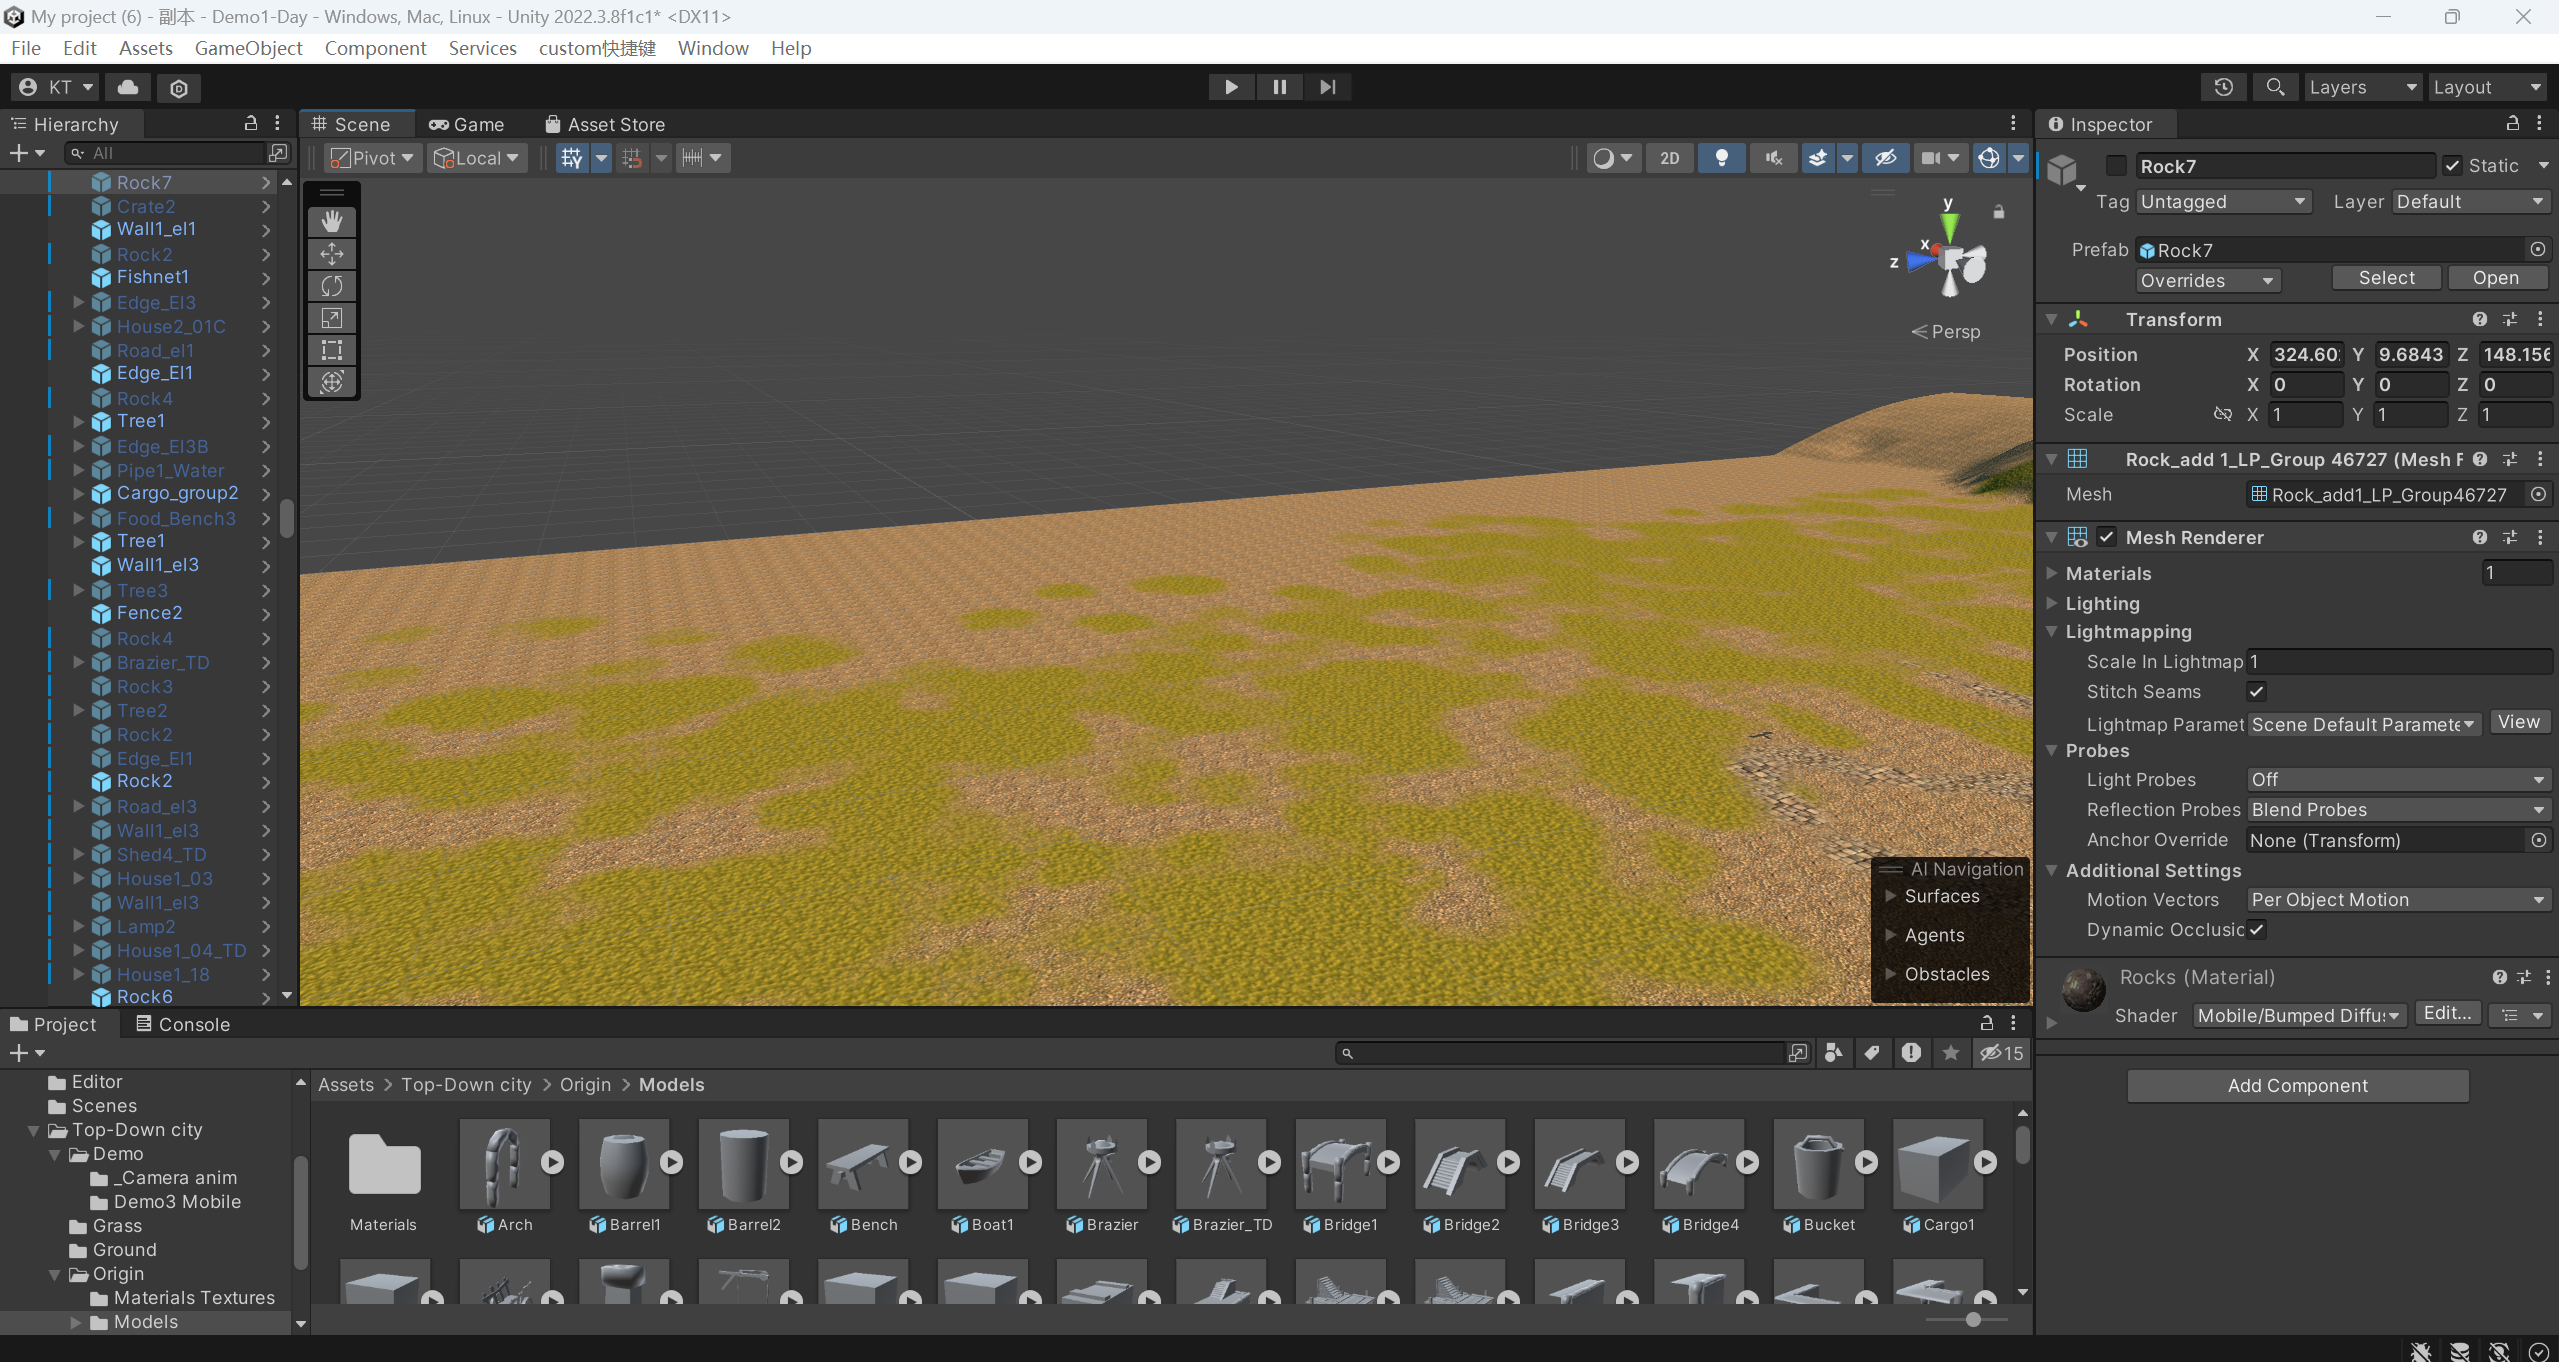 My project (6) - 副本 - Demo1-Day - Windows, Mac, Linux - Unity 2022.3.8f1c1* <DX11>
File Edit Assets GameObject Component Services custom快捷键 Window Help
KT Layers Layout
Hierarchy
All
Rock7
Crate2
Wall1_el1
Rock2
Fishnet1
Edge_El3
House2_01C
Road_el1
Edge_El1
Rock4
Tree1
Edge_El3B
Pipe1_Water
Cargo_group2
Food_Bench3
Tree1
Wall1_el3
Tree3
Fence2
Rock4
Brazier_TD
Rock3
Tree2
Rock2
Edge_El1
Rock2
Road_el3
Wall1_el3
Shed4_TD
House1_03
Wall1_el3
Lamp2
House1_04_TD
House1_18
Rock6
Scene Game Asset Store
Pivot Local 2D
y
x
z
Persp
AI Navigation
Surfaces
Agents
Obstacles
Inspector
Rock7 Static
Tag Untagged Layer Default
Prefab Rock7
Overrides Select Open
Transform
Position X 324.60 Y 9.6843 Z 148.156
Rotation X 0 Y 0 Z 0
Scale X 1 Y 1 Z 1
Rock_add 1_LP_Group 46727 (Mesh F
Mesh Rock_add1_LP_Group46727
Mesh Renderer
Materials 1
Lighting
Lightmapping
Scale In Lightmap 1
Stitch Seams
Lightmap Paramet Scene Default Paramete View
Probes
Light Probes Off
Reflection Probes Blend Probes
Anchor Override None (Transform)
Additional Settings
Motion Vectors Per Object Motion
Dynamic Occlusic
Rocks (Material)
Shader Mobile/Bumped Diffu Edit...
Add Component
Project Console
15
Editor
Scenes
Top-Down city
Demo
_Camera anim
Demo3 Mobile
Grass
Ground
Origin
Materials Textures
Models
Assets > Top-Down city > Origin > Models
Materials Arch Barrel1 Barrel2 Bench Boat1 Brazier Brazier_TD Bridge1 Bridge2 Bridge3 Bridge4 Bucket Cargo1